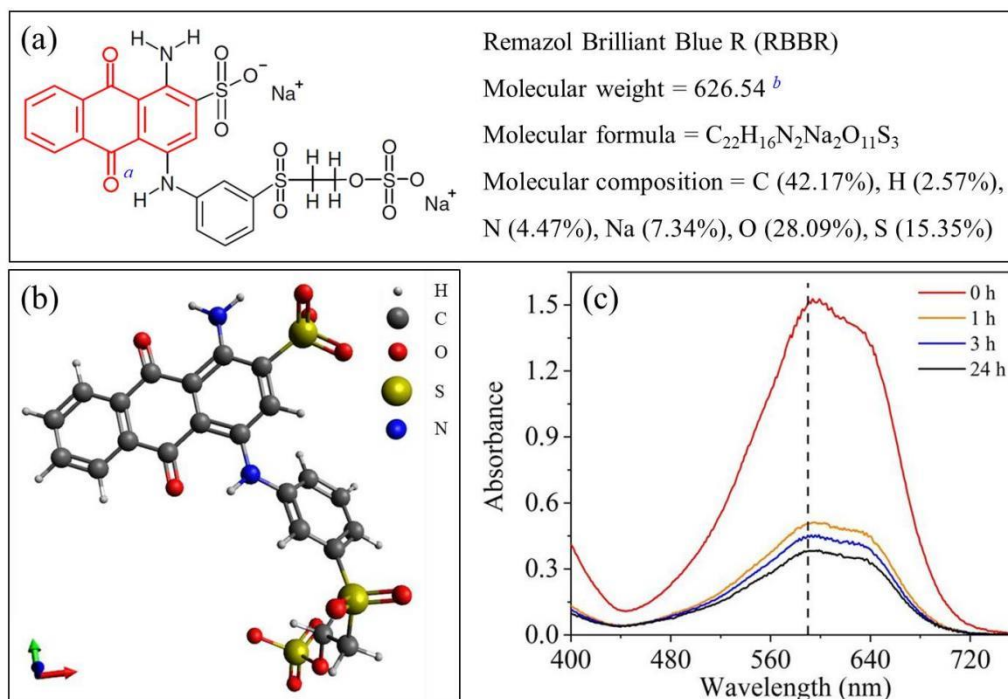 (a)
H H
N
O
O
S
O⁻
Na⁺
O
O
a
N
H
O
O
S
H H
H H
O
O
S
O⁻
O
Na⁺
Remazol Brilliant Blue R (RBBR)
Molecular weight = 626.54 ᵇ
Molecular formula = C₂₂H₁₆N₂Na₂O₁₁S₃
Molecular composition = C (42.17%), H (2.57%),
N (4.47%), Na (7.34%), O (28.09%), S (15.35%)
(b)
H
C
O
S
N
(c)
0 h
1 h
3 h
24 h
Absorbance
1.5
1.2
0.9
0.6
0.3
0.0
400 480 560 640 720
Wavelength (nm)